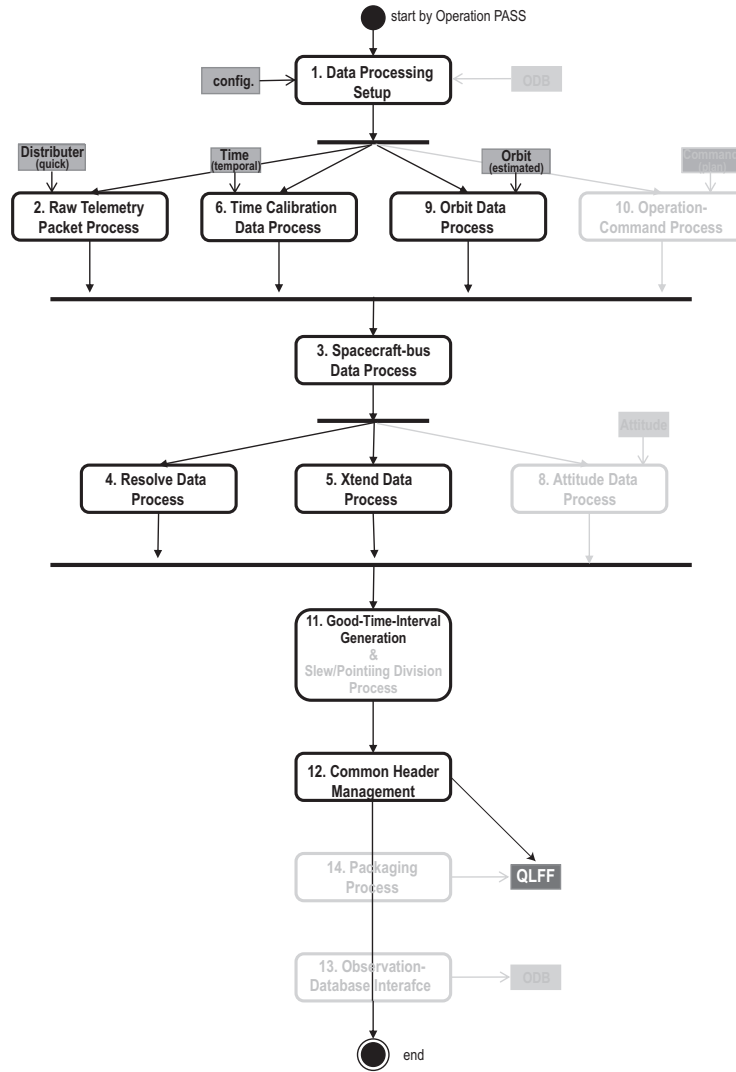 start by Operation PASS
config.
1. Data Processing
Setup
ODB
Distributer
(quick)
Time
(temporal)
Orbit
(estimated)
Command
(plan)
2. Raw Telemetry
Packet Process
6. Time Calibration
Data Process
9. Orbit Data
Process
10. Operation-
Command Process
3. Spacecraft-bus
Data Process
Attitude
4. Resolve Data
Process
5. Xtend Data
Process
8. Attitude Data
Process
11. Good-Time-Interval
Generation
&
Slew/Pointiing Division
Process
12. Common Header
Management
14. Packaging
Process
QLFF
13. Observation-
Database Interafce
ODB
end